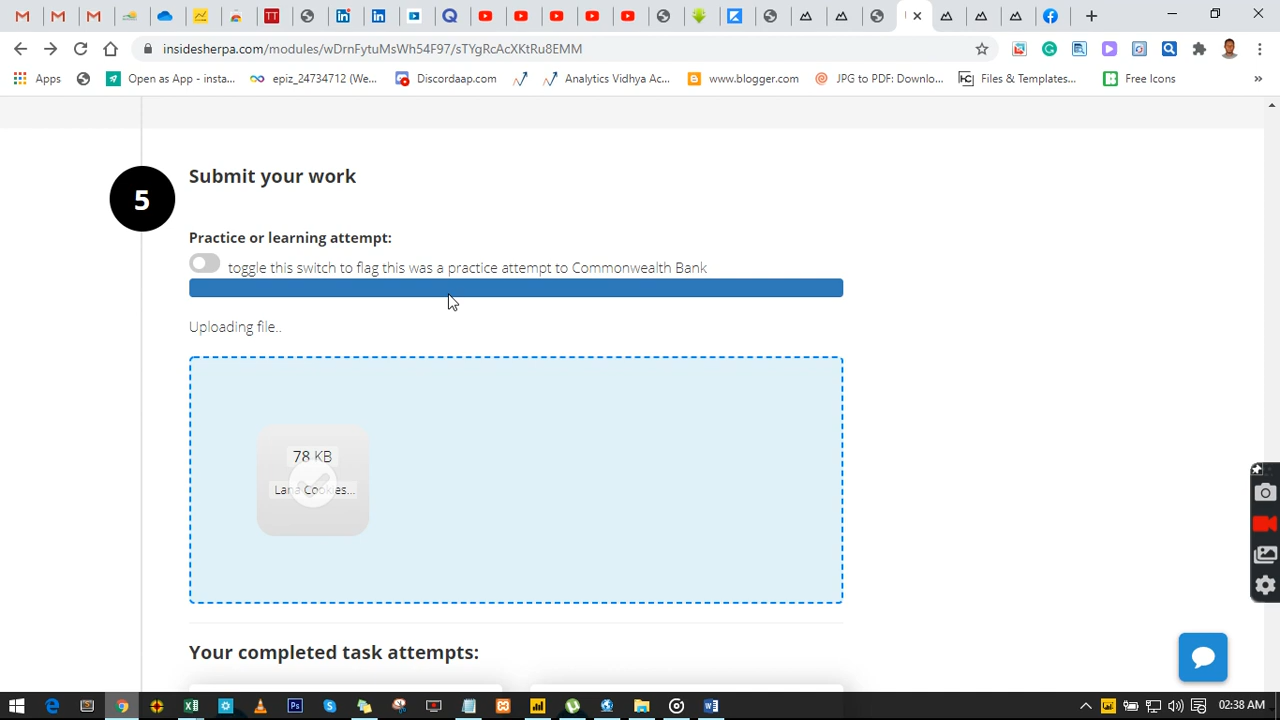 insidesherpa.com/modules/wDrnFytuMsWh54F97/sTYgRcAcXKtRu8EMM
Apps
Open as App - insta...
epiz_24734712 (We...
Discordaap.com
Analytics Vidhya Ac...
www.blogger.com
JPG to PDF: Downlo...
Files & Templates...
Free Icons
»
5
Submit your work
Practice or learning attempt:
toggle this switch to flag this was a practice attempt to Commonwealth Bank
Uploading file..
78 KB
Lana Cookies...
Your completed task attempts:
02:38 AM